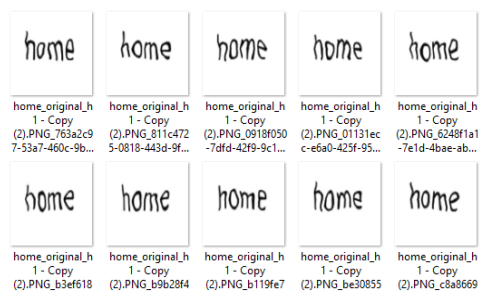 home home home home home
home_original_h home_original_h home_original_h home_original_h home_original_h
1 - Copy 1 - Copy 1 - Copy 1 - Copy 1 - Copy
(2).PNG_763a2c9 (2).PNG_811c472 (2).PNG_0918f050 (2).PNG_01131ec (2).PNG_6248f1a1
7-53a7-460c-9b... 5-0818-443d-9f... -7dfd-42f9-9c1... c-e6a0-425f-95... -7e1d-4bae-ab...
home home home home home
home_original_h home_original_h home_original_h home_original_h home_original_h
1 - Copy 1 - Copy 1 - Copy 1 - Copy 1 - Copy
(2).PNG_b3ef618 (2).PNG_b9b28f4 (2).PNG_b119fe7 (2).PNG_be30855 (2).PNG_c8a8669